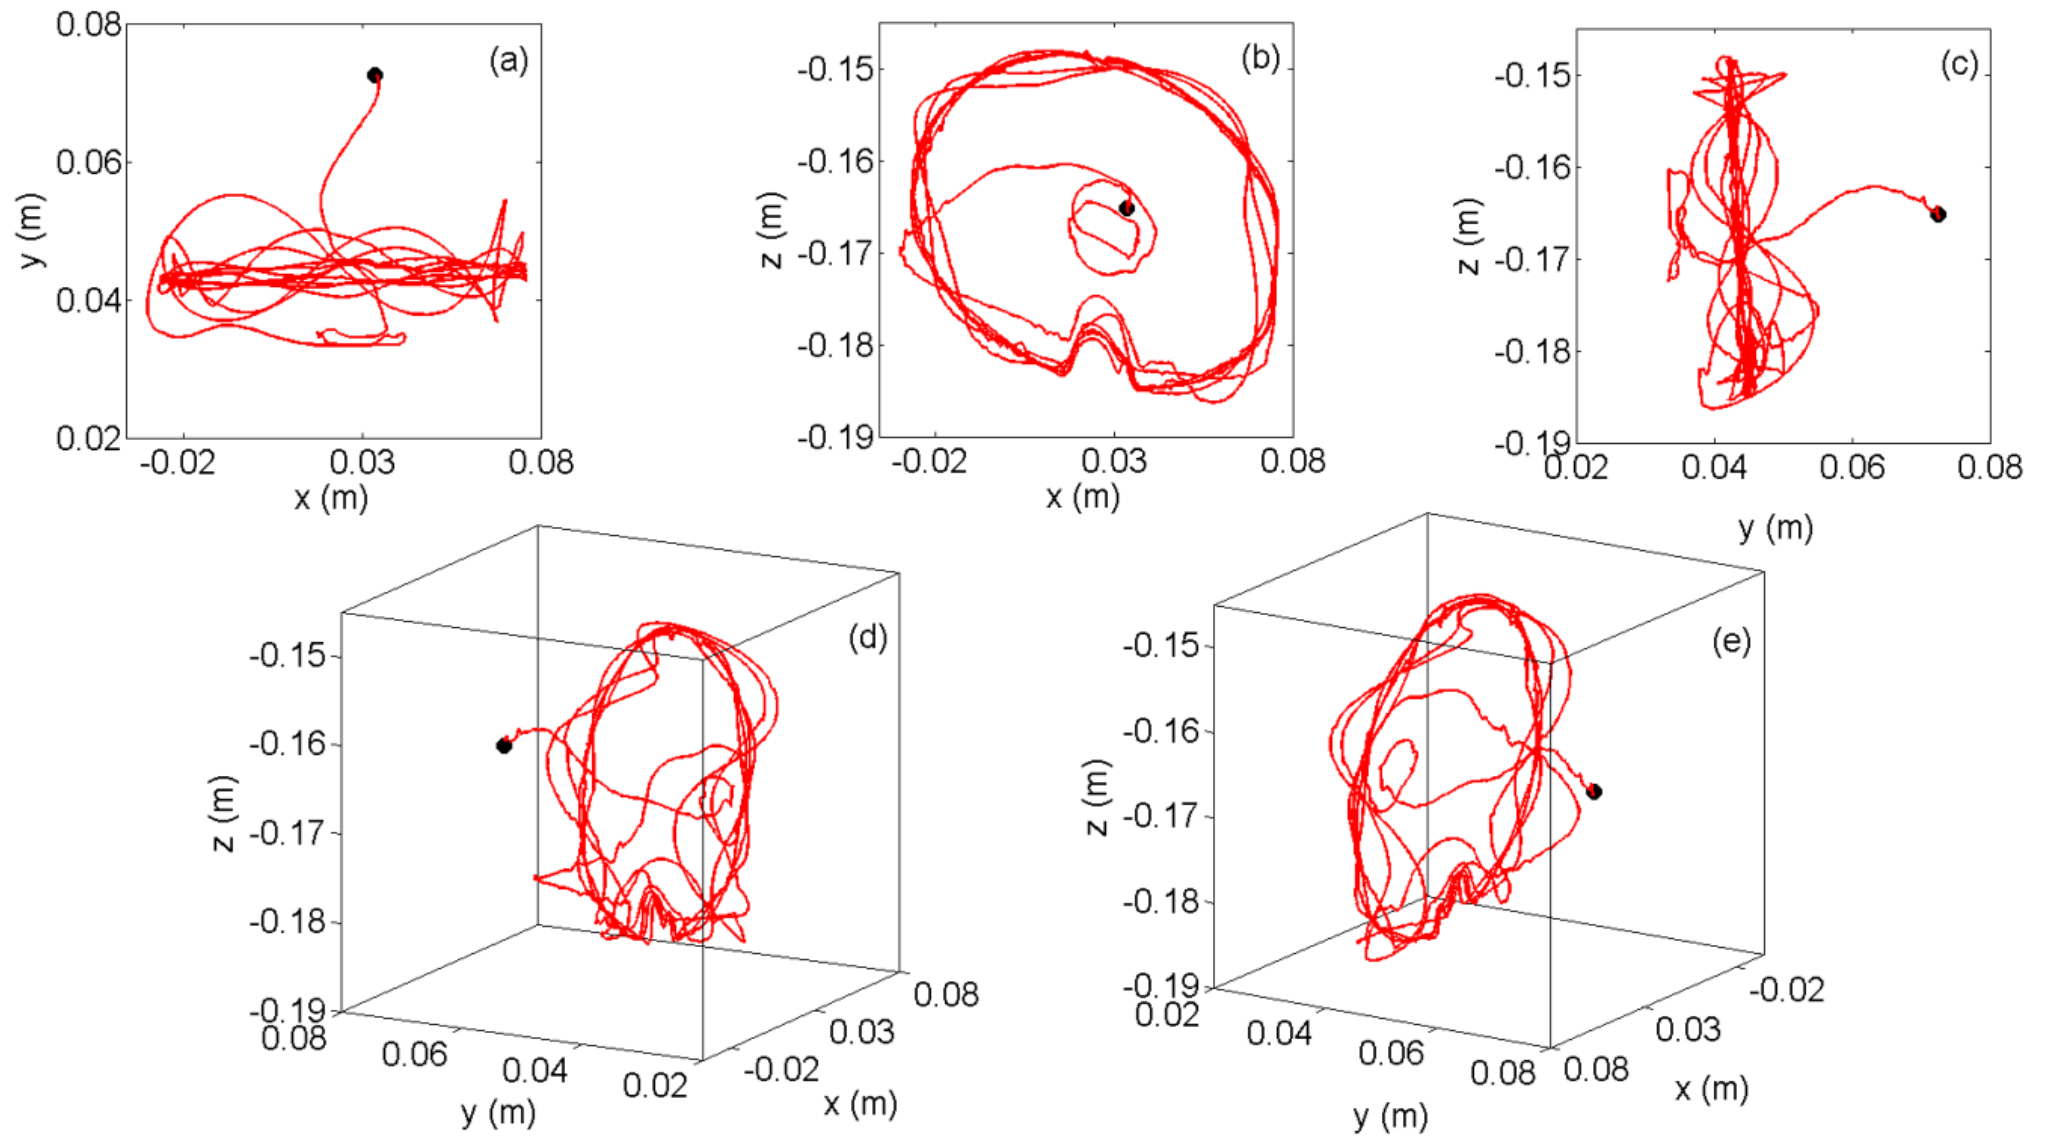 0.08
(a)
0.06
y (m)
0.04
0.02
-0.02 0.03 0.08
x (m)
-0.15
(b)
-0.16
z (m)
-0.17
-0.18
-0.19
-0.02 0.03 0.08
x (m)
-0.15
(c)
-0.16
z (m)
-0.17
-0.18
-0.19
0.02 0.04 0.06 0.08
y (m)
-0.15
(d)
-0.16
z (m)
-0.17
-0.18
-0.19
0.08 0.06 0.04 0.02
y (m)
-0.02 0.03 0.08
x (m)
-0.15
(e)
-0.16
z (m)
-0.17
-0.18
-0.19
0.02 0.04 0.06 0.08
y (m)
0.08 0.03 -0.02
x (m)